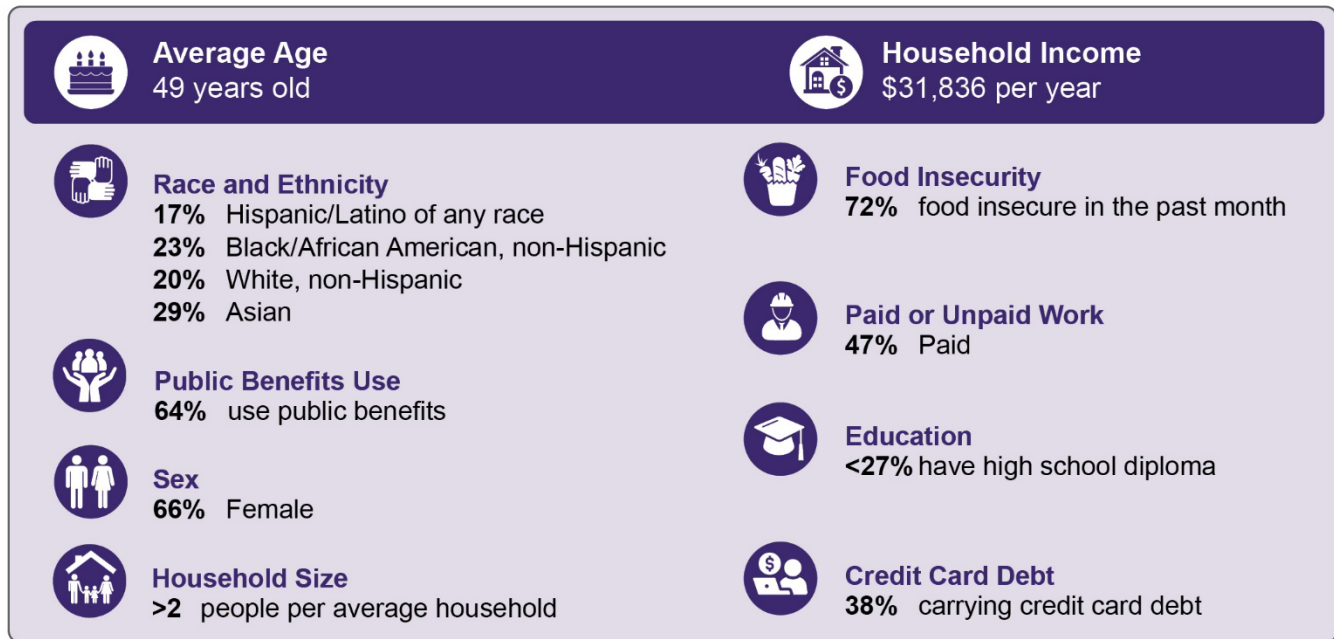 Average Age
49 years old
Household Income
$31,836 per year
Race and Ethnicity
17% Hispanic/Latino of any race
23% Black/African American, non-Hispanic
20% White, non-Hispanic
29% Asian
Public Benefits Use
64% use public benefits
Sex
66% Female
Household Size
>2 people per average household
Food Insecurity
72% food insecure in the past month
Paid or Unpaid Work
47% Paid
Education
<27% have high school diploma
Credit Card Debt
38% carrying credit card debt